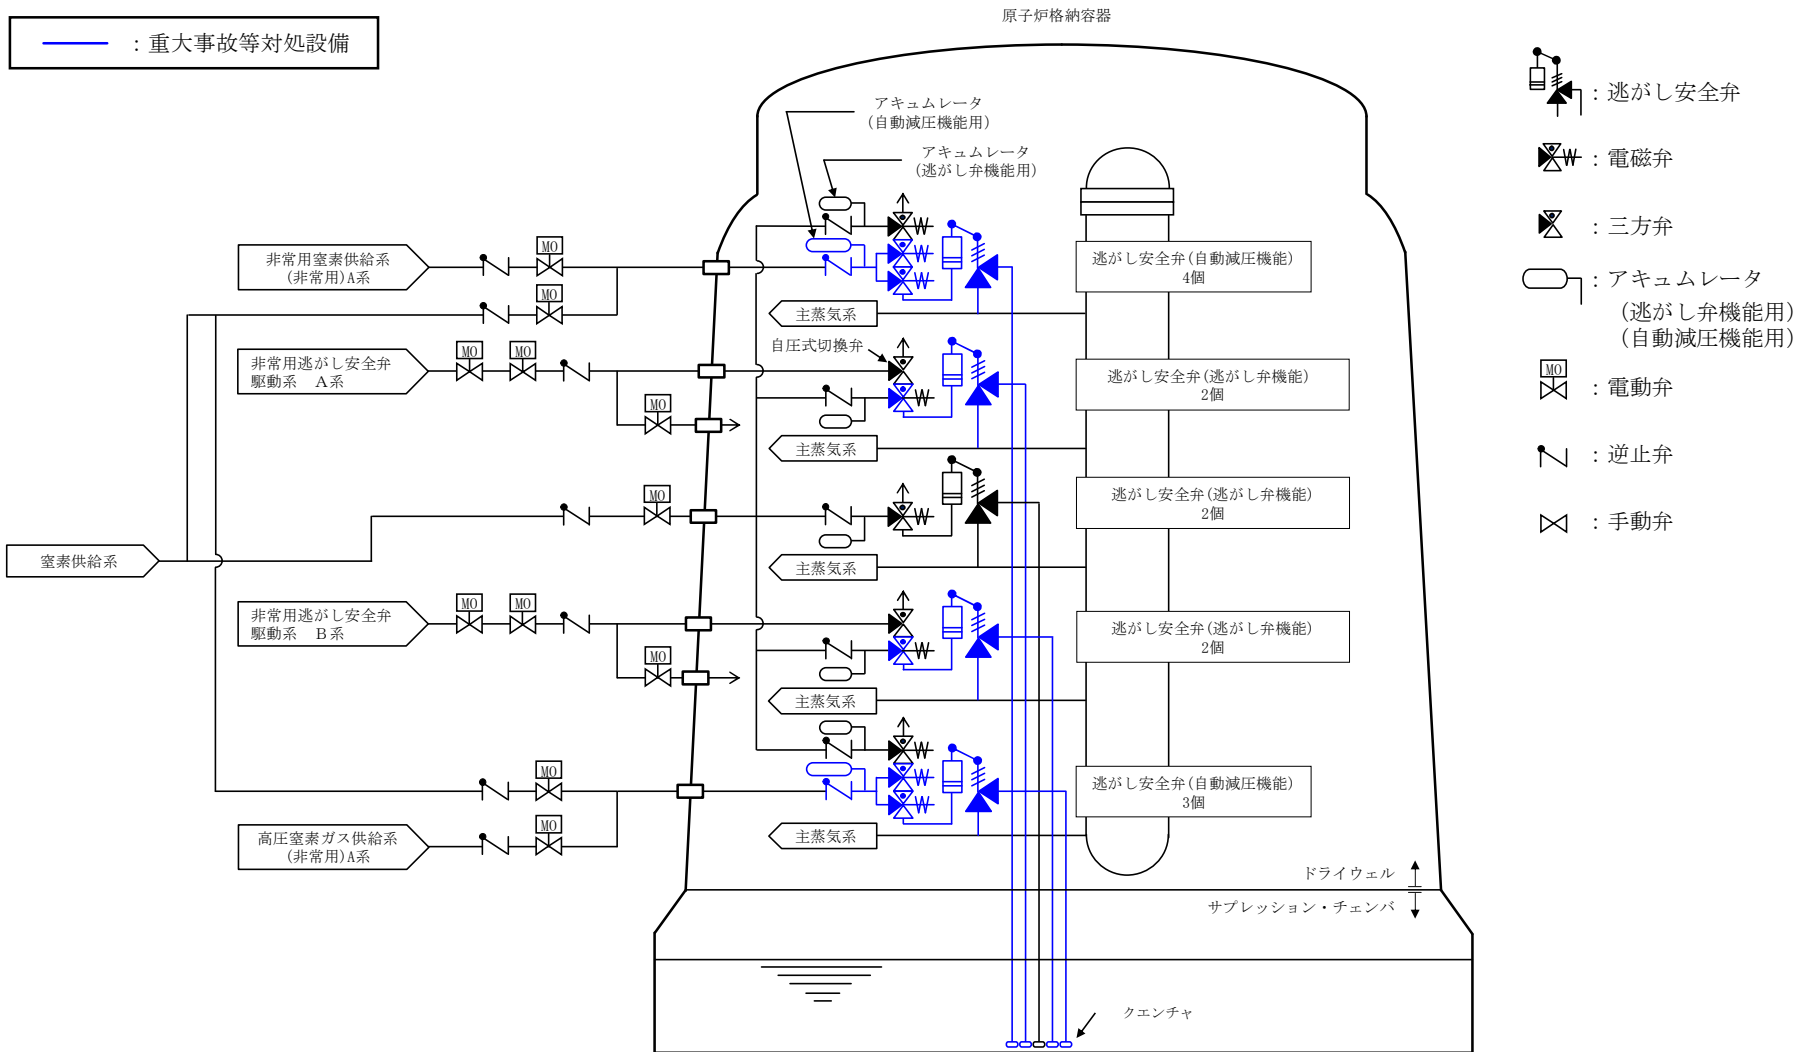 原子炉格納容器
：重大事故等対処設備
アキュムレータ
(自動減圧機能用)
アキュムレータ
(逃がし弁機能用)
：逃がし安全弁
：電磁弁
：三方弁
：アキュムレータ
(逃がし弁機能用)
(自動減圧機能用)
MO
：電動弁
：逆止弁
：手動弁
非常用窒素供給系
(非常用)A系
MO
MO
逃がし安全弁(自動減圧機能)
4個
主蒸気系
自圧式切換弁
非常用逃がし安全弁
駆動系　A系
MO
MO
MO
逃がし安全弁(逃がし弁機能)
2個
主蒸気系
MO
逃がし安全弁(逃がし弁機能)
2個
窒素供給系
主蒸気系
非常用逃がし安全弁
駆動系　B系
MO
MO
MO
逃がし安全弁(逃がし弁機能)
2個
主蒸気系
MO
逃がし安全弁(自動減圧機能)
3個
高圧窒素ガス供給系
(非常用)A系
MO
主蒸気系
ドライウェル
サプレッション・チェンバ
クエンチャ